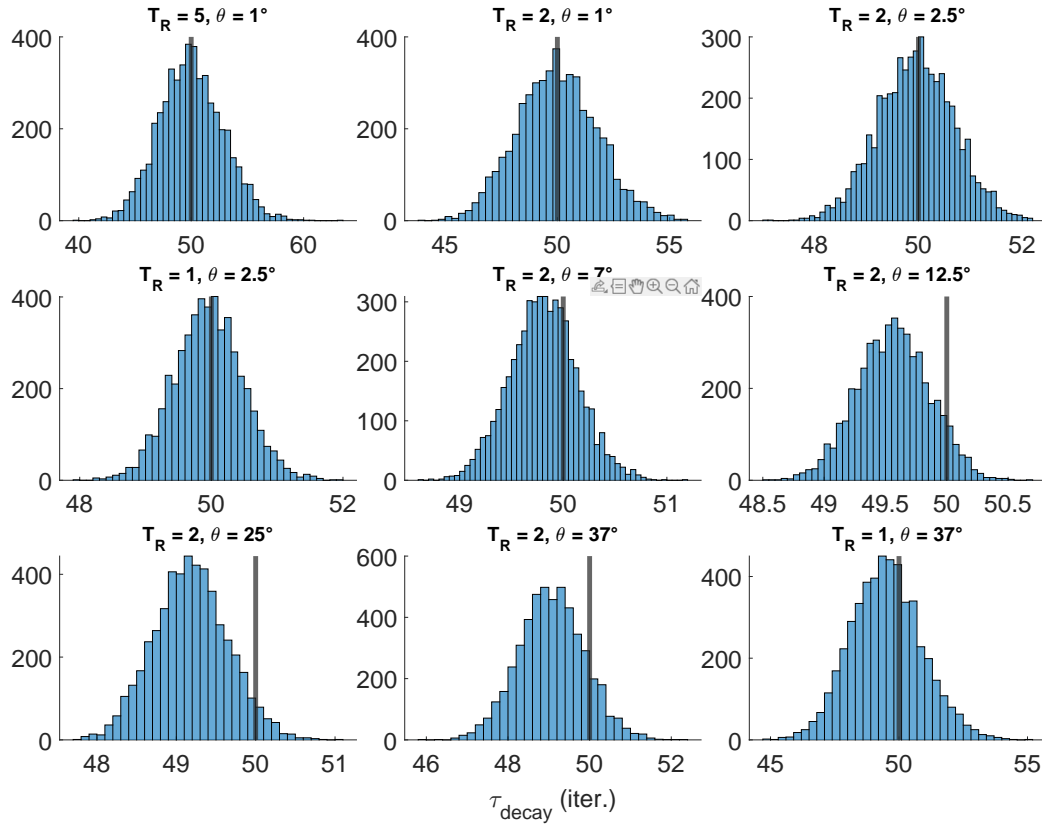 T_R = 5, θ = 1°
400
200
0
40 50 60
T_R = 2, θ = 1°
400
200
0
45 50 55
T_R = 2, θ = 2.5°
300
200
100
0
48 50 52
T_R = 1, θ = 2.5°
400
200
0
48 49 50 51 52
T_R = 2, θ = 7°
300
200
100
0
49 50 51
T_R = 2, θ = 12.5°
400
200
0
48.5 49 49.5 50 50.5
T_R = 2, θ = 25°
400
200
0
48 49 50 51
T_R = 2, θ = 37°
600
400
200
0
46 48 50 52
T_R = 1, θ = 37°
400
200
0
45 50 55
τ_decay (iter.)